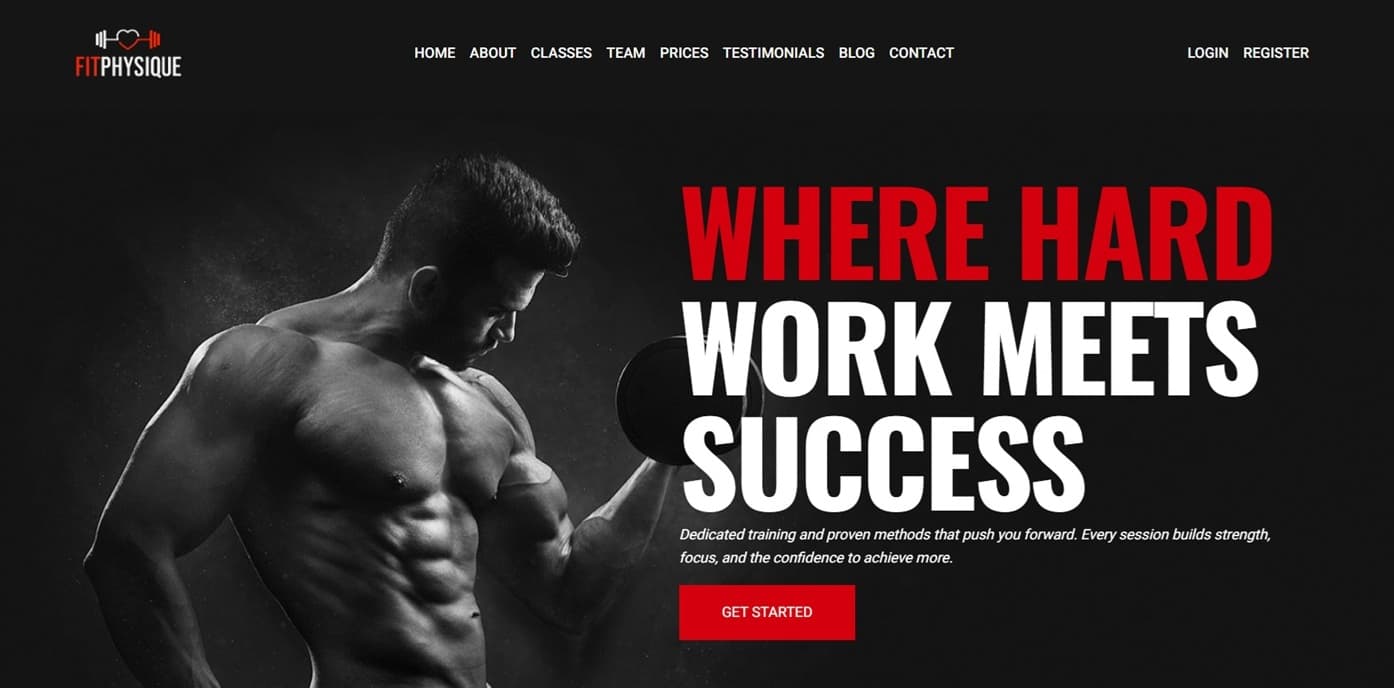 FITPHYSIQUE
HOME ABOUT CLASSES TEAM PRICES TESTIMONIALS BLOG CONTACT
LOGIN REGISTER
WHERE HARD
WORK MEETS
SUCCESS
Dedicated training and proven methods that push you forward. Every session builds strength,
focus, and the confidence to achieve more.
GET STARTED